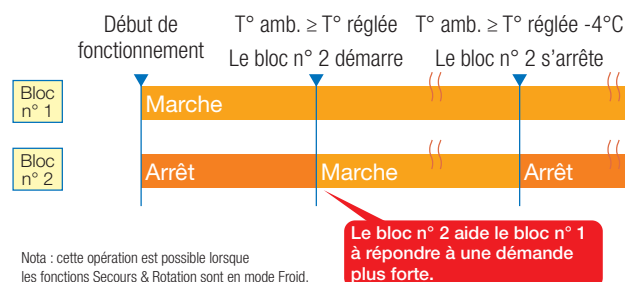 Début de
fonctionnement
T° amb. ≥ T° réglée
Le bloc n° 2 démarre
T° amb. ≥ T° réglée -4°C
Le bloc n° 2 s’arrête
Bloc
n° 1
Marche
Bloc
n° 2
Arrêt
Marche
Arrêt
Le bloc n° 2 aide le bloc n° 1
à répondre à une démande
plus forte.
Nota : cette opération est possible lorsque
les fonctions Secours & Rotation sont en mode Froid.